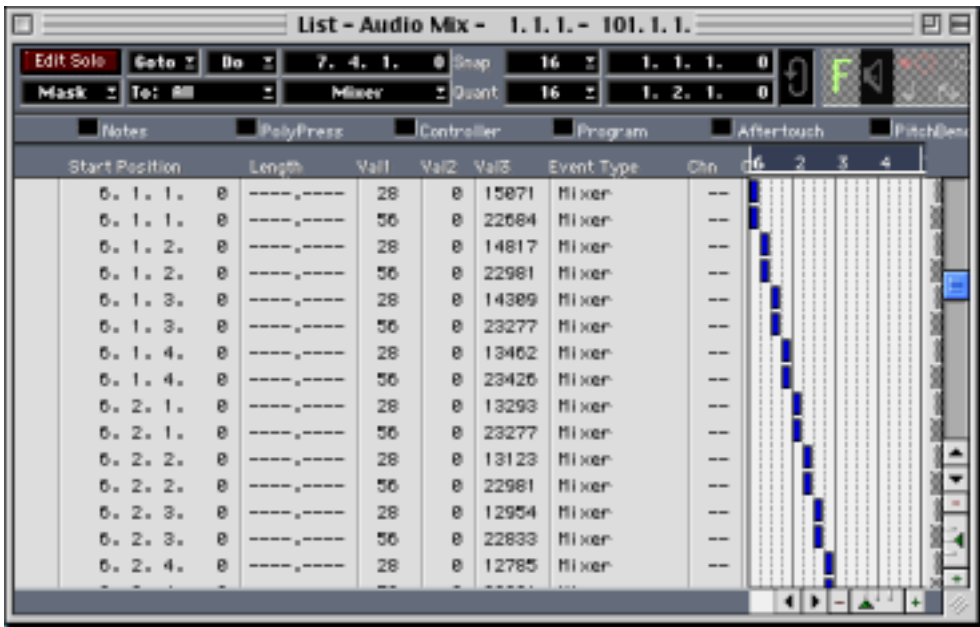 List - Audio Mix - 1. 1. 1. - 101. 1. 1.
Edit Solo Goto Do 7. 4. 1. 0 Snap 16 1. 1. 1. 0
Mask To: All Mixer Quant 16 1. 2. 1. 0
F
Notes PolyPress Controller Program Aftertouch PitchBend
Start Position Length Val1 Val2 Val3 Event Type Chn 6 2 3 4
6. 1. 1. 0 ----.---- 28 0 15071 Mixer --
6. 1. 1. 0 ----.---- 56 0 22684 Mixer --
6. 1. 2. 0 ----.---- 28 0 14817 Mixer --
6. 1. 2. 0 ----.---- 56 0 22981 Mixer --
6. 1. 3. 0 ----.---- 28 0 14309 Mixer --
6. 1. 3. 0 ----.---- 56 0 23277 Mixer --
6. 1. 4. 0 ----.---- 28 0 13462 Mixer --
6. 1. 4. 0 ----.---- 56 0 23426 Mixer --
6. 2. 1. 0 ----.---- 28 0 13293 Mixer --
6. 2. 1. 0 ----.---- 56 0 23277 Mixer --
6. 2. 2. 0 ----.---- 28 0 13123 Mixer --
6. 2. 2. 0 ----.---- 56 0 22981 Mixer --
6. 2. 3. 0 ----.---- 28 0 12954 Mixer --
6. 2. 3. 0 ----.---- 56 0 22833 Mixer --
6. 2. 4. 0 ----.---- 28 0 12785 Mixer --